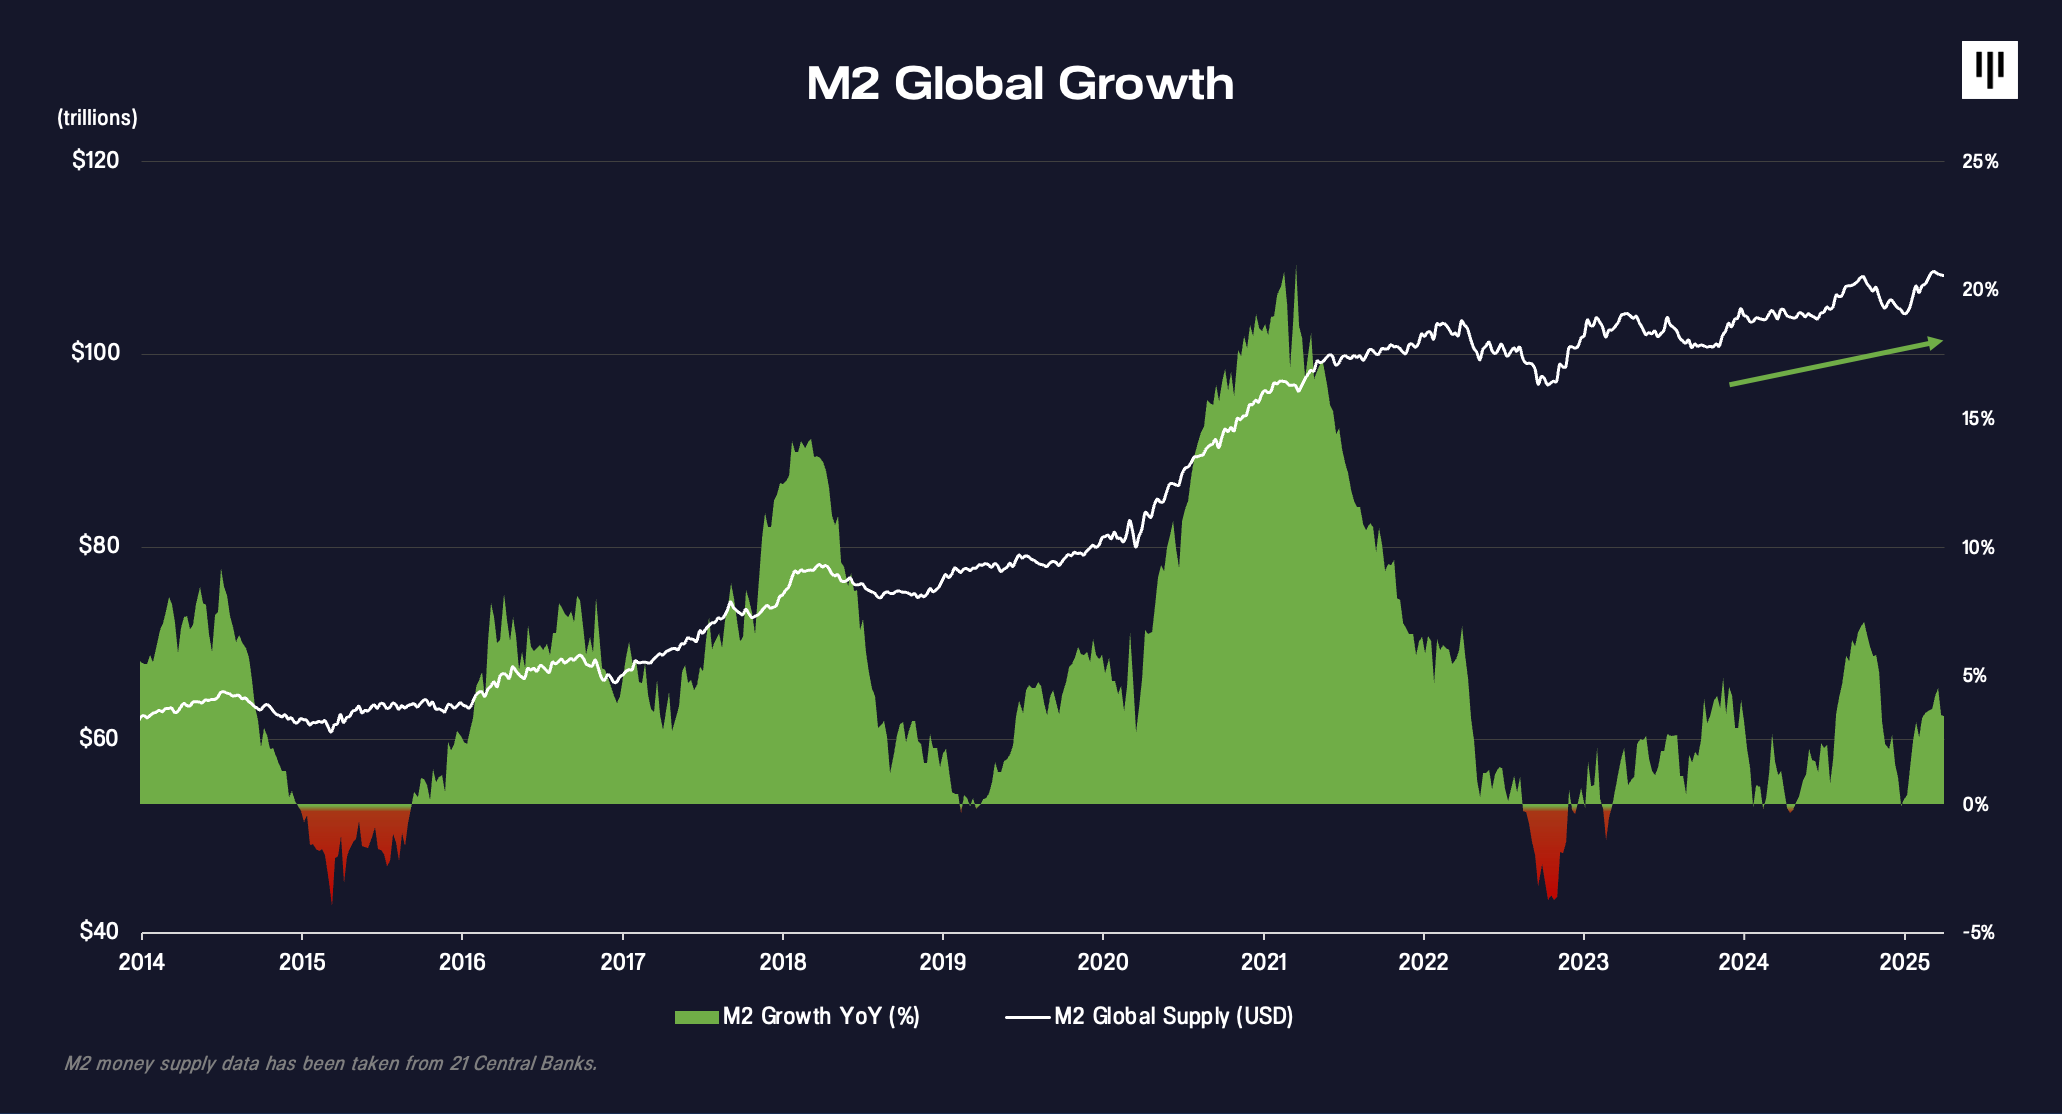 M2 Global Growth
(trillions)
$120
25%
20%
$100
15%
$80
10%
5%
$60
0%
$40
-5%
2014 2015 2016 2017 2018 2019 2020 2021 2022 2023 2024 2025
M2 Growth YoY (%) M2 Global Supply (USD)
M2 money supply data has been taken from 21 Central Banks.